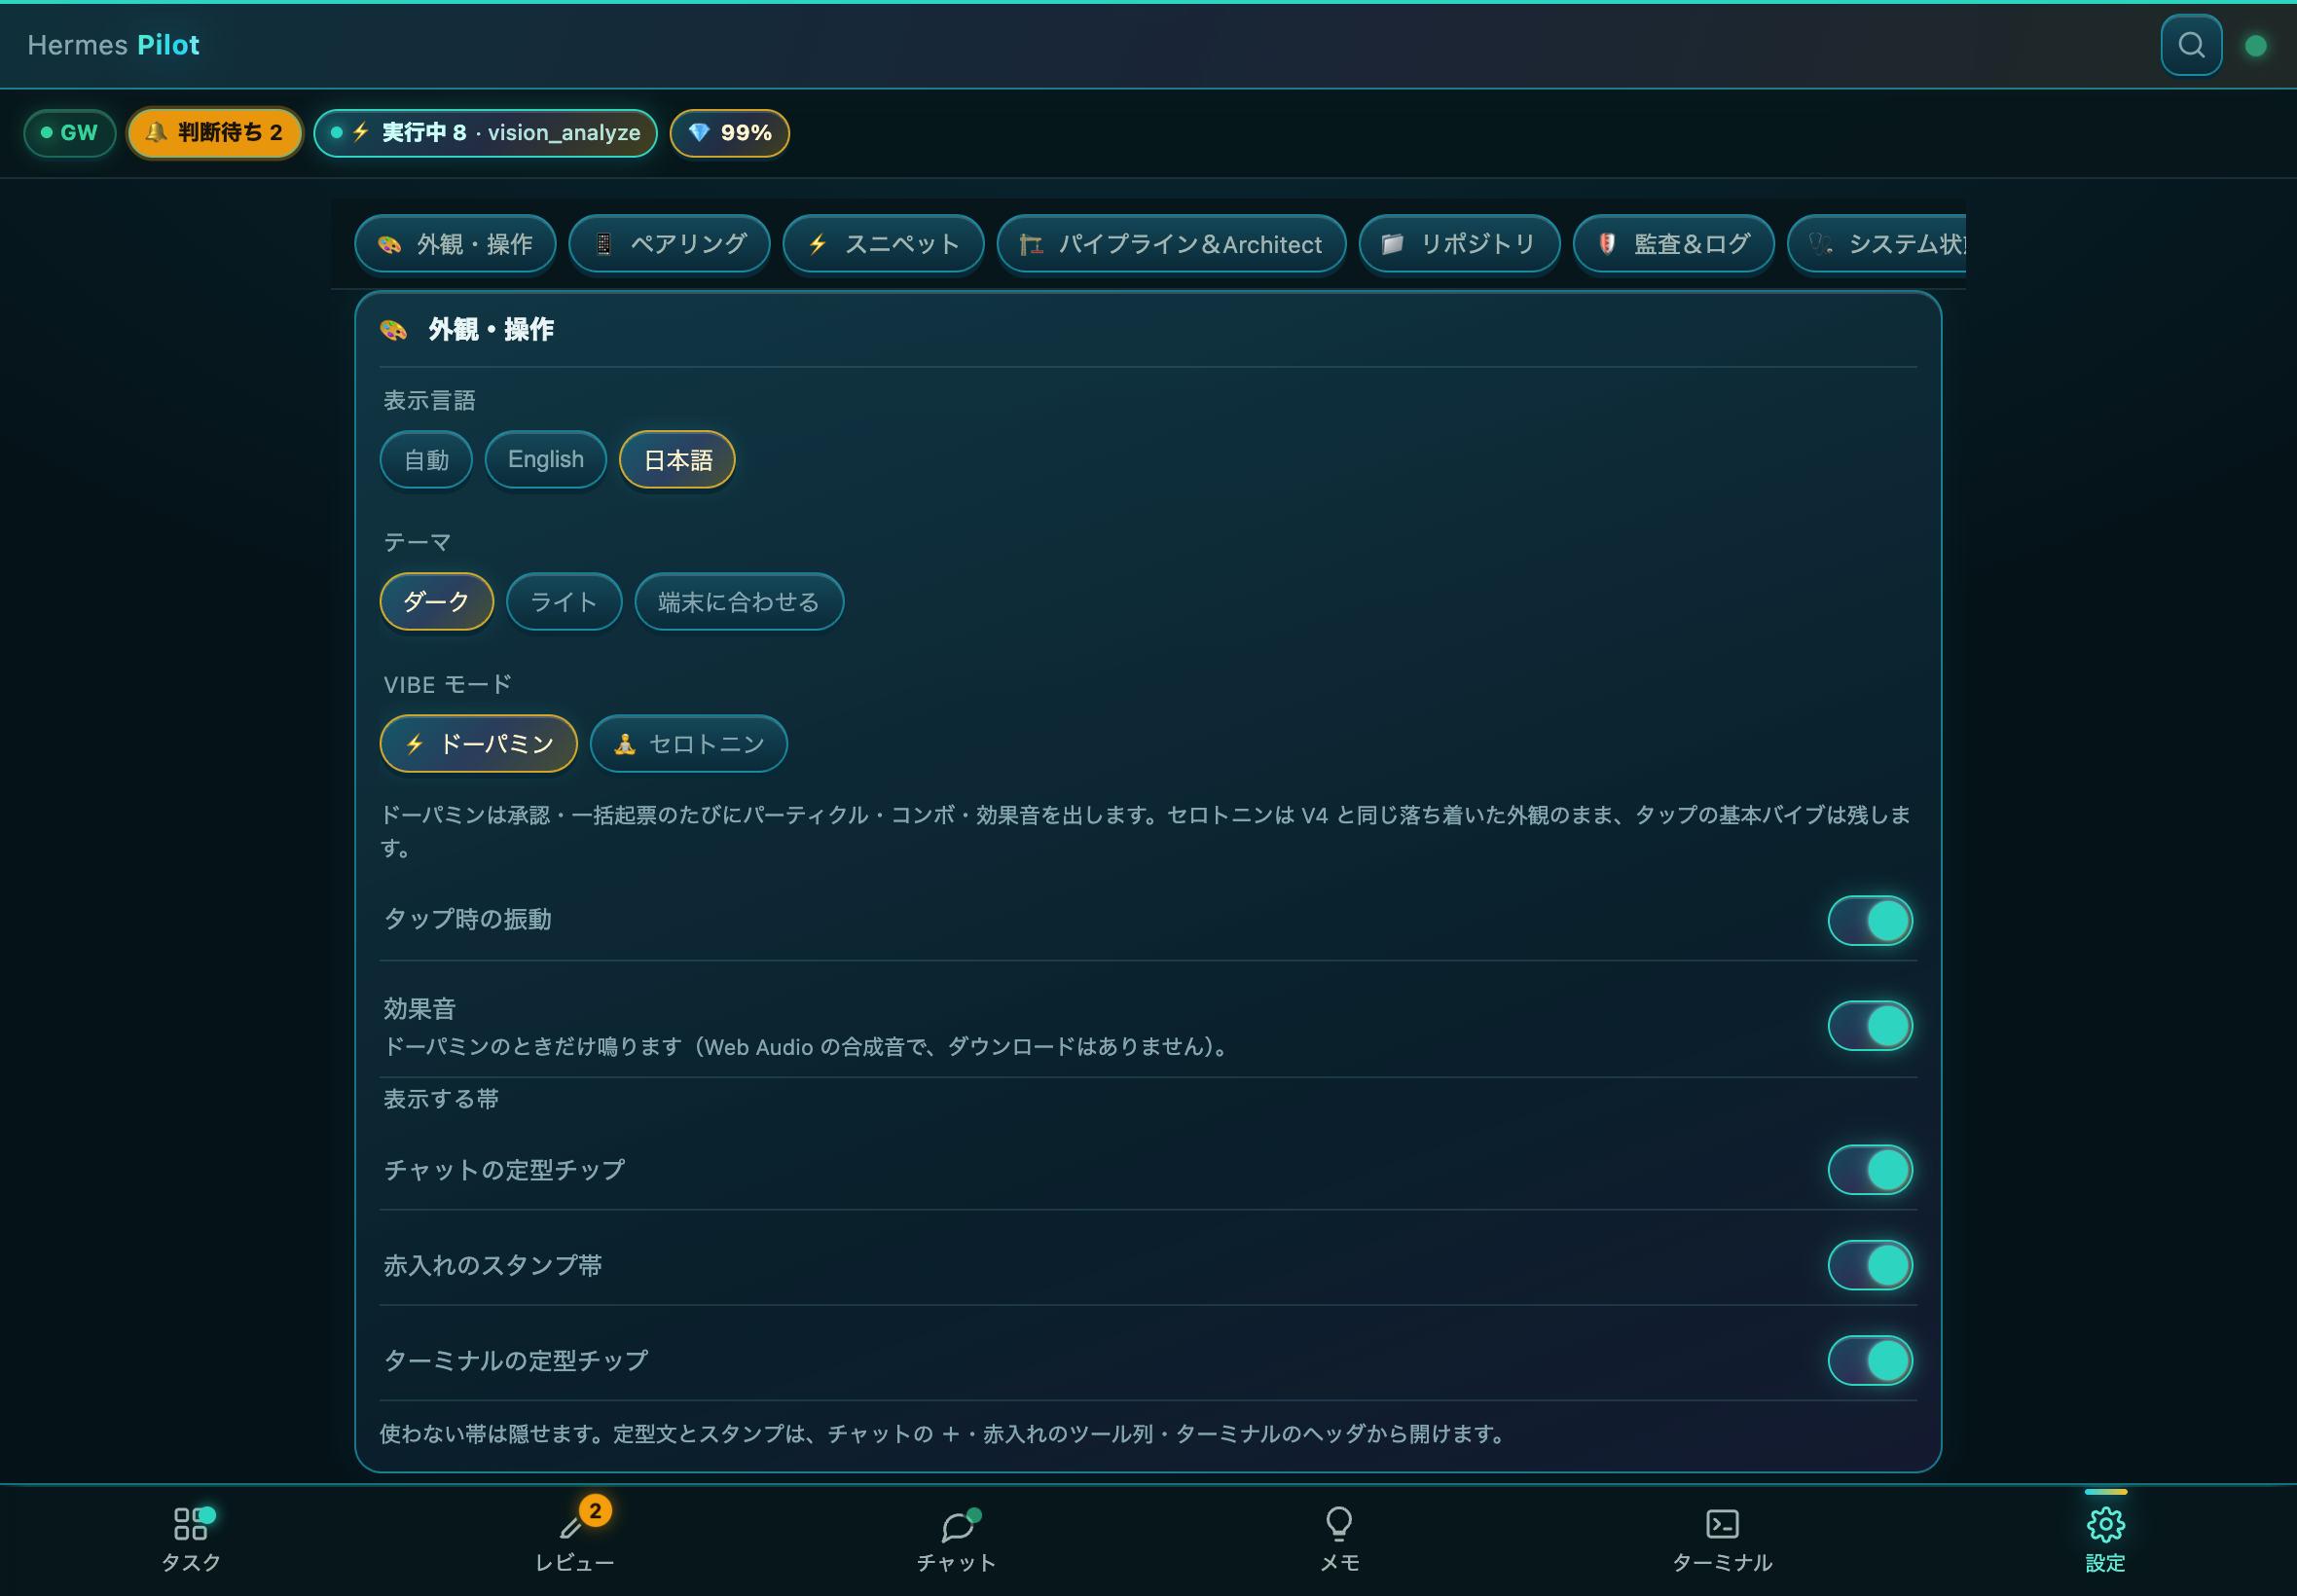 Hermes Pilot
GW
判断待ち 2
実行中 8 · vision_analyze
99%
外観・操作
ペアリング
スニペット
パイプライン＆Architect
リポジトリ
監査＆ログ
システム状
外観・操作
表示言語
自動
English
日本語
テーマ
ダーク
ライト
端末に合わせる
VIBE モード
ドーパミン
セロトニン
ドーパミンは承認・一括起票のたびにパーティクル・コンボ・効果音を出します。セロトニンは V4 と同じ落ち着いた外観のまま、タップの基本バイブは残しま
す。
タップ時の振動
効果音
ドーパミンのときだけ鳴ります（Web Audio の合成音で、ダウンロードはありません）。
表示する帯
チャットの定型チップ
赤入れのスタンプ帯
ターミナルの定型チップ
使わない帯は隠せます。定型文とスタンプは、チャットの ＋・赤入れのツール列・ターミナルのヘッダから開けます。
タスク
2
レビュー
チャット
メモ
ターミナル
設定